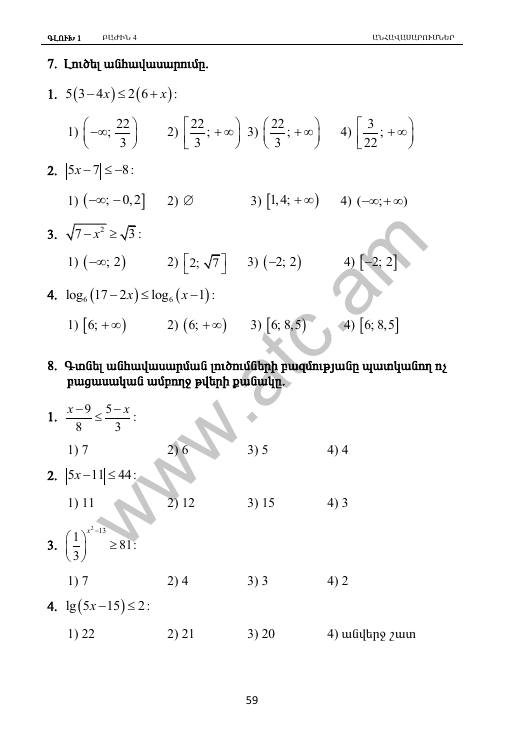 ԳԼՈՒԽ 1 ԲԱԺԻՆ 4 ԱՆՀԱՎԱՍԱՐՈՒՄՆԵՐ
7. Լուծել անհավասարումը.
1. 5(3−4x) ≤ 2(6+x):
1) (−∞; 22/3) 2) [22/3; +∞) 3) (22/3; +∞) 4) [3/22; +∞)
2. |5x−7| ≤ −8:
1) (−∞; −0,2] 2) ∅ 3) [1,4; +∞) 4) (−∞;+∞)
3. √(7−x²) ≥ √3:
1) (−∞; 2) 2) [2; √7] 3) (−2; 2) 4) [−2; 2]
4. log₆(17−2x) ≤ log₆(x−1):
1) [6; +∞) 2) (6; +∞) 3) [6; 8,5) 4) [6; 8,5]
8. Գտնել անհավասարման լուծումների բազմությանը պատկանող ոչ
բացասական ամբողջ թվերի քանակը.
1. (x−9)/8 ≤ (5−x)/3:
1) 7 2) 6 3) 5 4) 4
2. |5x−11| ≤ 44:
1) 11 2) 12 3) 15 4) 3
3. (1/3)^(x²−13) ≥ 81:
1) 7 2) 4 3) 3 4) 2
4. lg(5x−15) ≤ 2:
1) 22 2) 21 3) 20 4) անվերջ շատ
59
www.atc.am